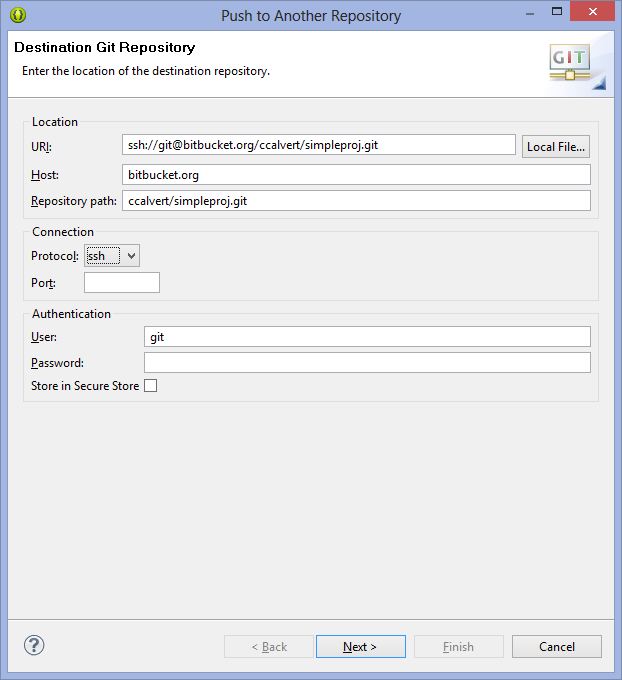 Push to Another Repository
Destination Git Repository
Enter the location of the destination repository.
GIT
Location
URI: ssh://git@bitbucket.org/ccalvert/simpleproj.git Local File...
Host: bitbucket.org
Repository path: ccalvert/simpleproj.git
Connection
Protocol: ssh
Port:
Authentication
User: git
Password:
Store in Secure Store
?
< Back Next > Finish Cancel